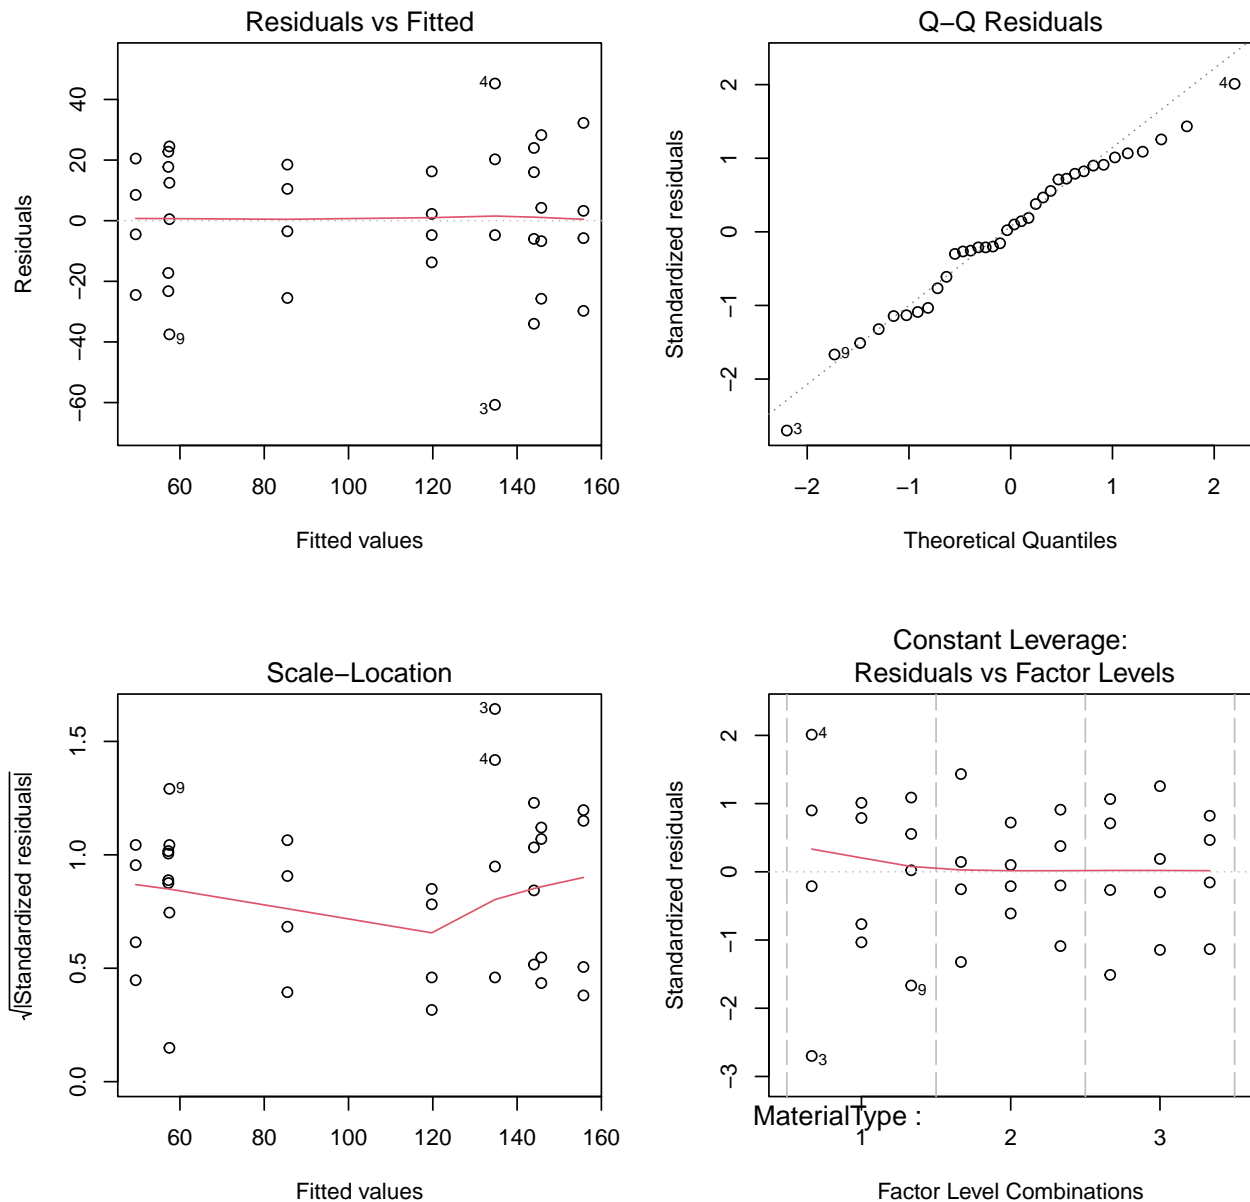 Residuals vs Fitted
Residuals
40
20
0
−20
−40
−60
4
9
3
60 80 100 120 140 160
Fitted values
Q−Q Residuals
Standardized residuals
2
1
0
−1
−2
4
9
3
−2 −1 0 1 2
Theoretical Quantiles
Scale−Location
√|Standardized residuals|
1.5
1.0
0.5
0.0
3
4
9
60 80 100 120 140 160
Fitted values
Constant Leverage:
Residuals vs Factor Levels
Standardized residuals
2
1
0
−1
−2
−3
4
9
3
MaterialType :
1 2 3
Factor Level Combinations